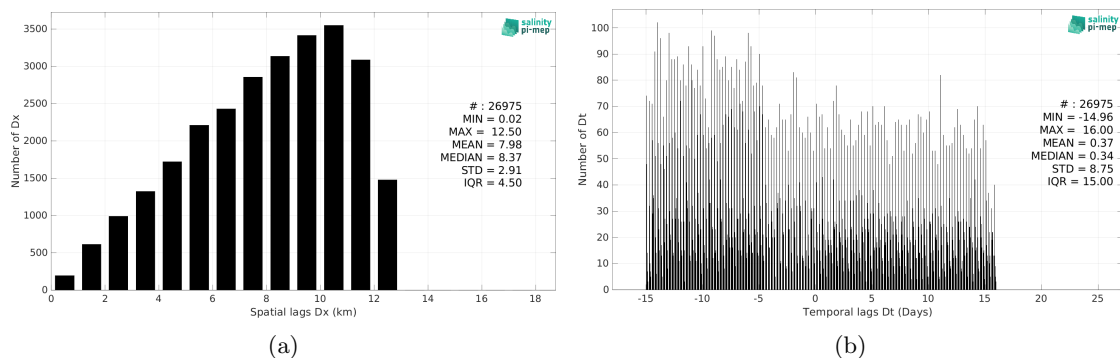 3500
3000
2500
2000
1500
1000
500
0
Number of Dx
0 2 4 6 8 10 12 14 16 18
Spatial lags Dx (km)
salinity
pi-mep
# : 26975
MIN = 0.02
MAX = 12.50
MEAN = 7.98
MEDIAN = 8.37
STD = 2.91
IQR = 4.50
(a)
100
90
80
70
60
50
40
30
20
10
0
Number of Dt
-15 -10 -5 0 5 10 15 20 25
Temporal lags Dt (Days)
salinity
pi-mep
# : 26975
MIN = -14.96
MAX = 16.00
MEAN = 0.37
MEDIAN = 0.34
STD = 8.75
IQR = 15.00
(b)